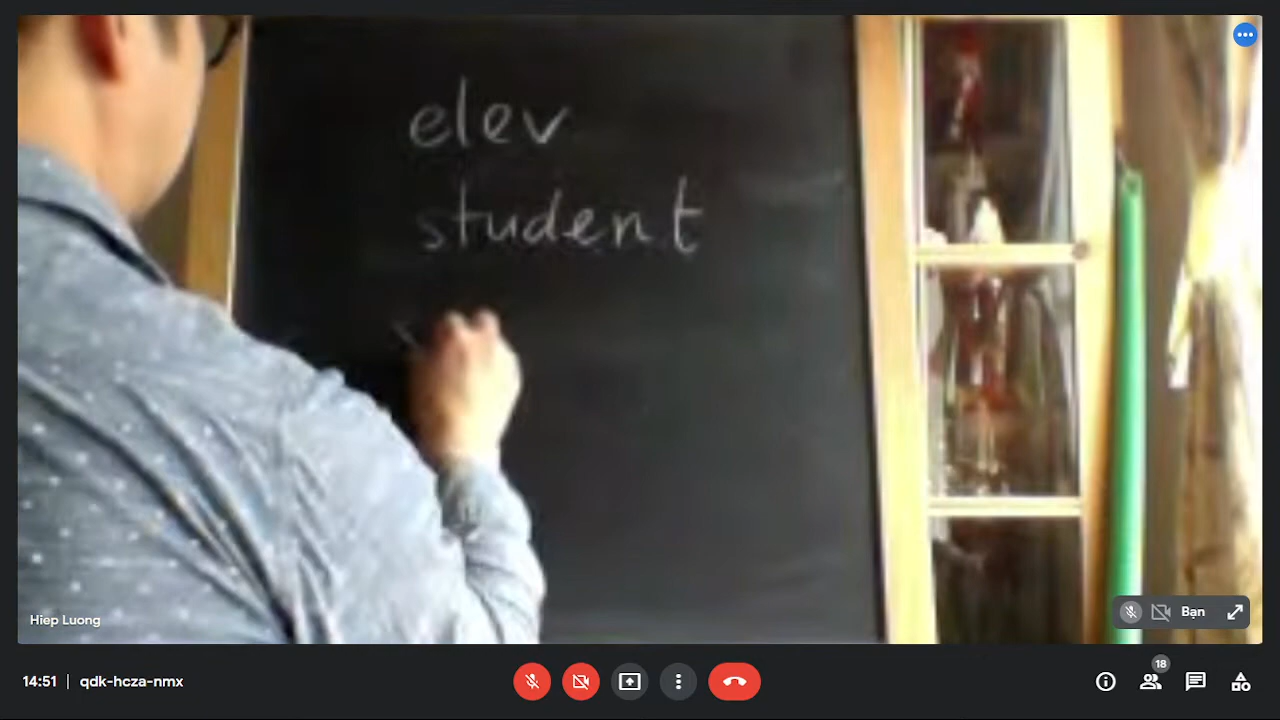 elev
student
Hiep Luong
Bạn
14:51 | qdk-hcza-nmx
18